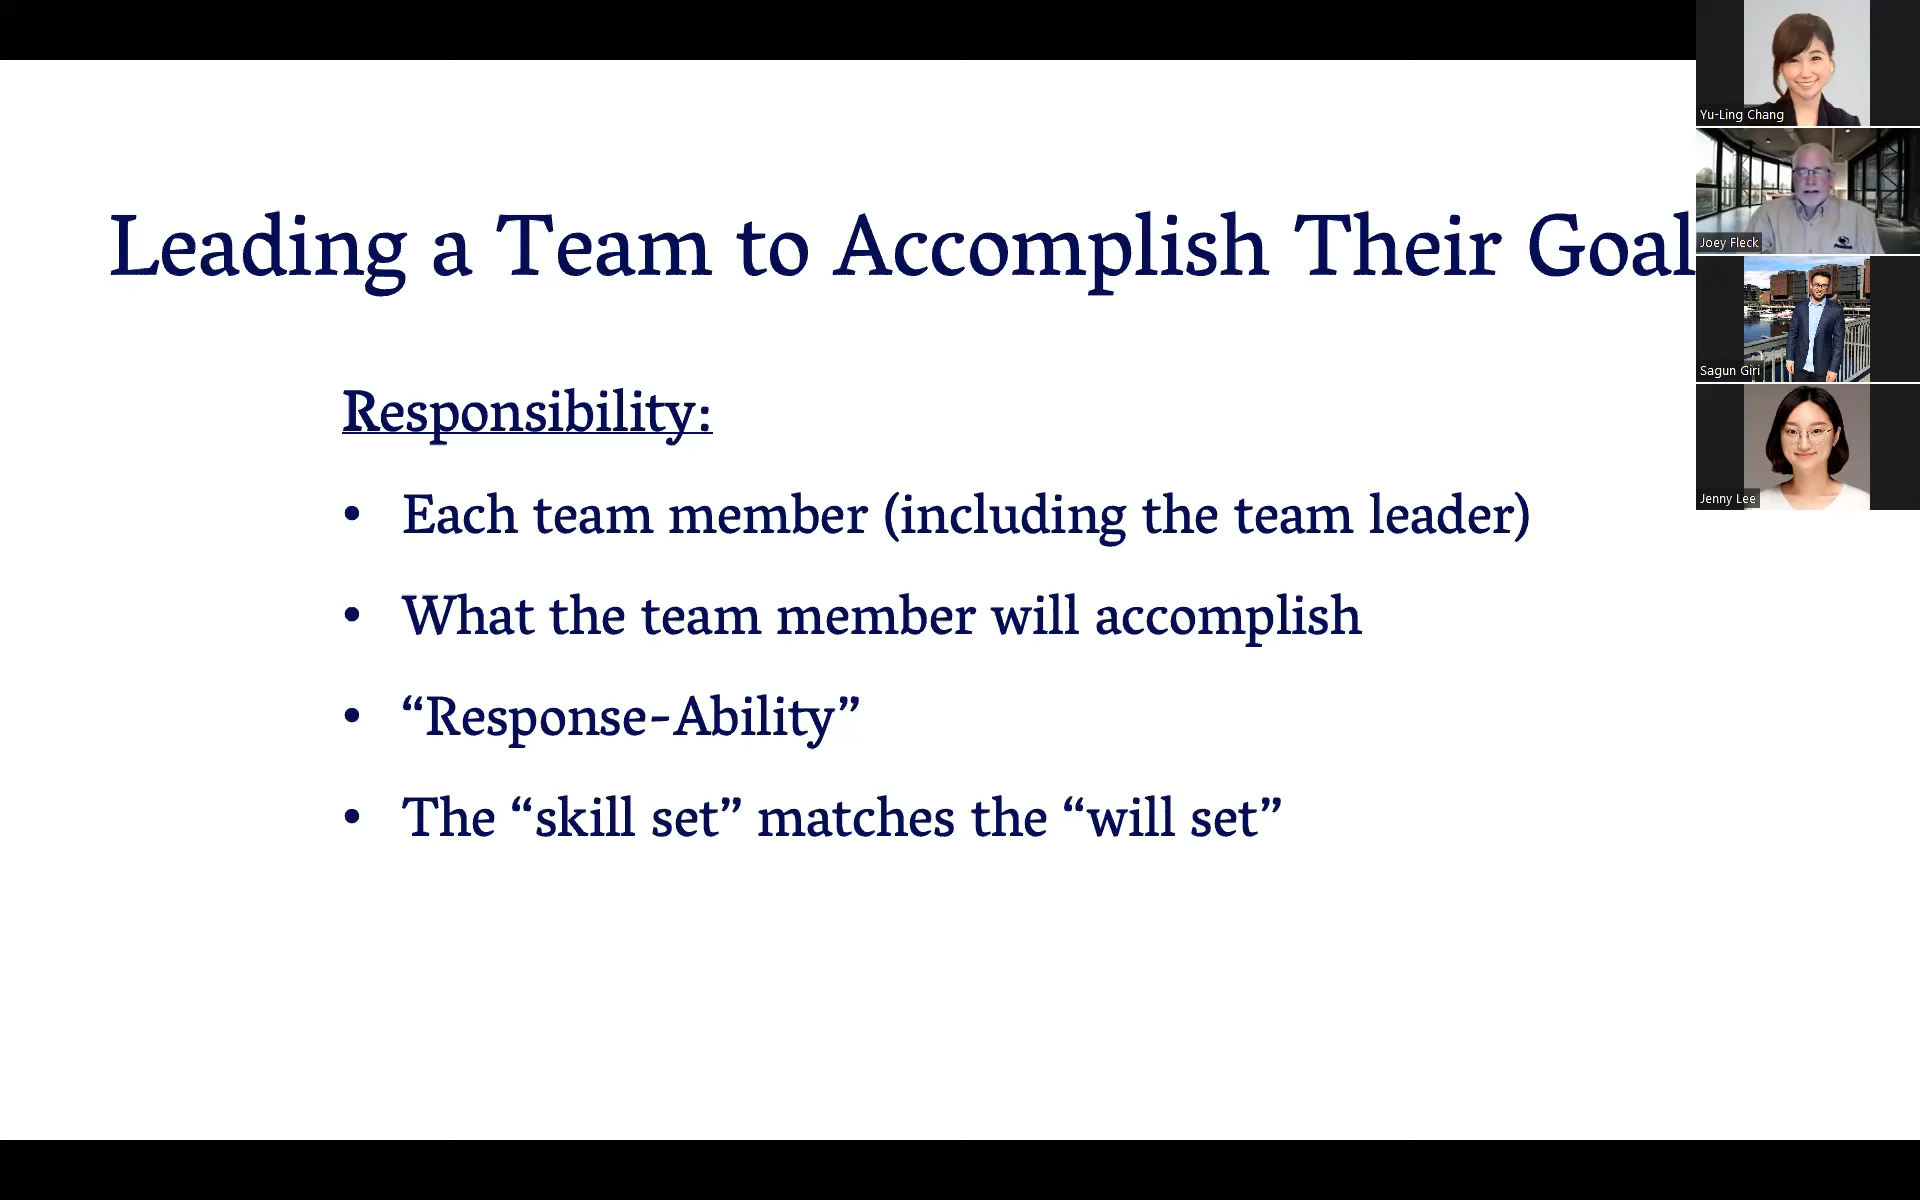 Leading a Team to Accomplish Their Goal
Responsibility:
• Each team member (including the team leader)
• What the team member will accomplish
• “Response-Ability”
• The “skill set” matches the “will set”
Yu-Ling Chang
Joey Fleck
Sagun Giri
Jenny Lee